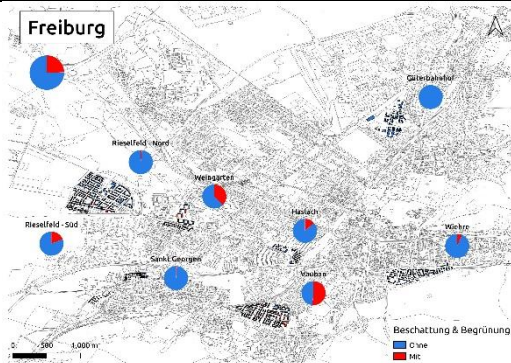 Freiburg
Güterbahnhof
Rieselfeld - Nord
Weingarten
Rieselfeld - Süd
Haslach
Wiehre
Sankt Georgen
Vauban
0 500 1.000 m
Beschattung & Begrünung
Ohne
Mit